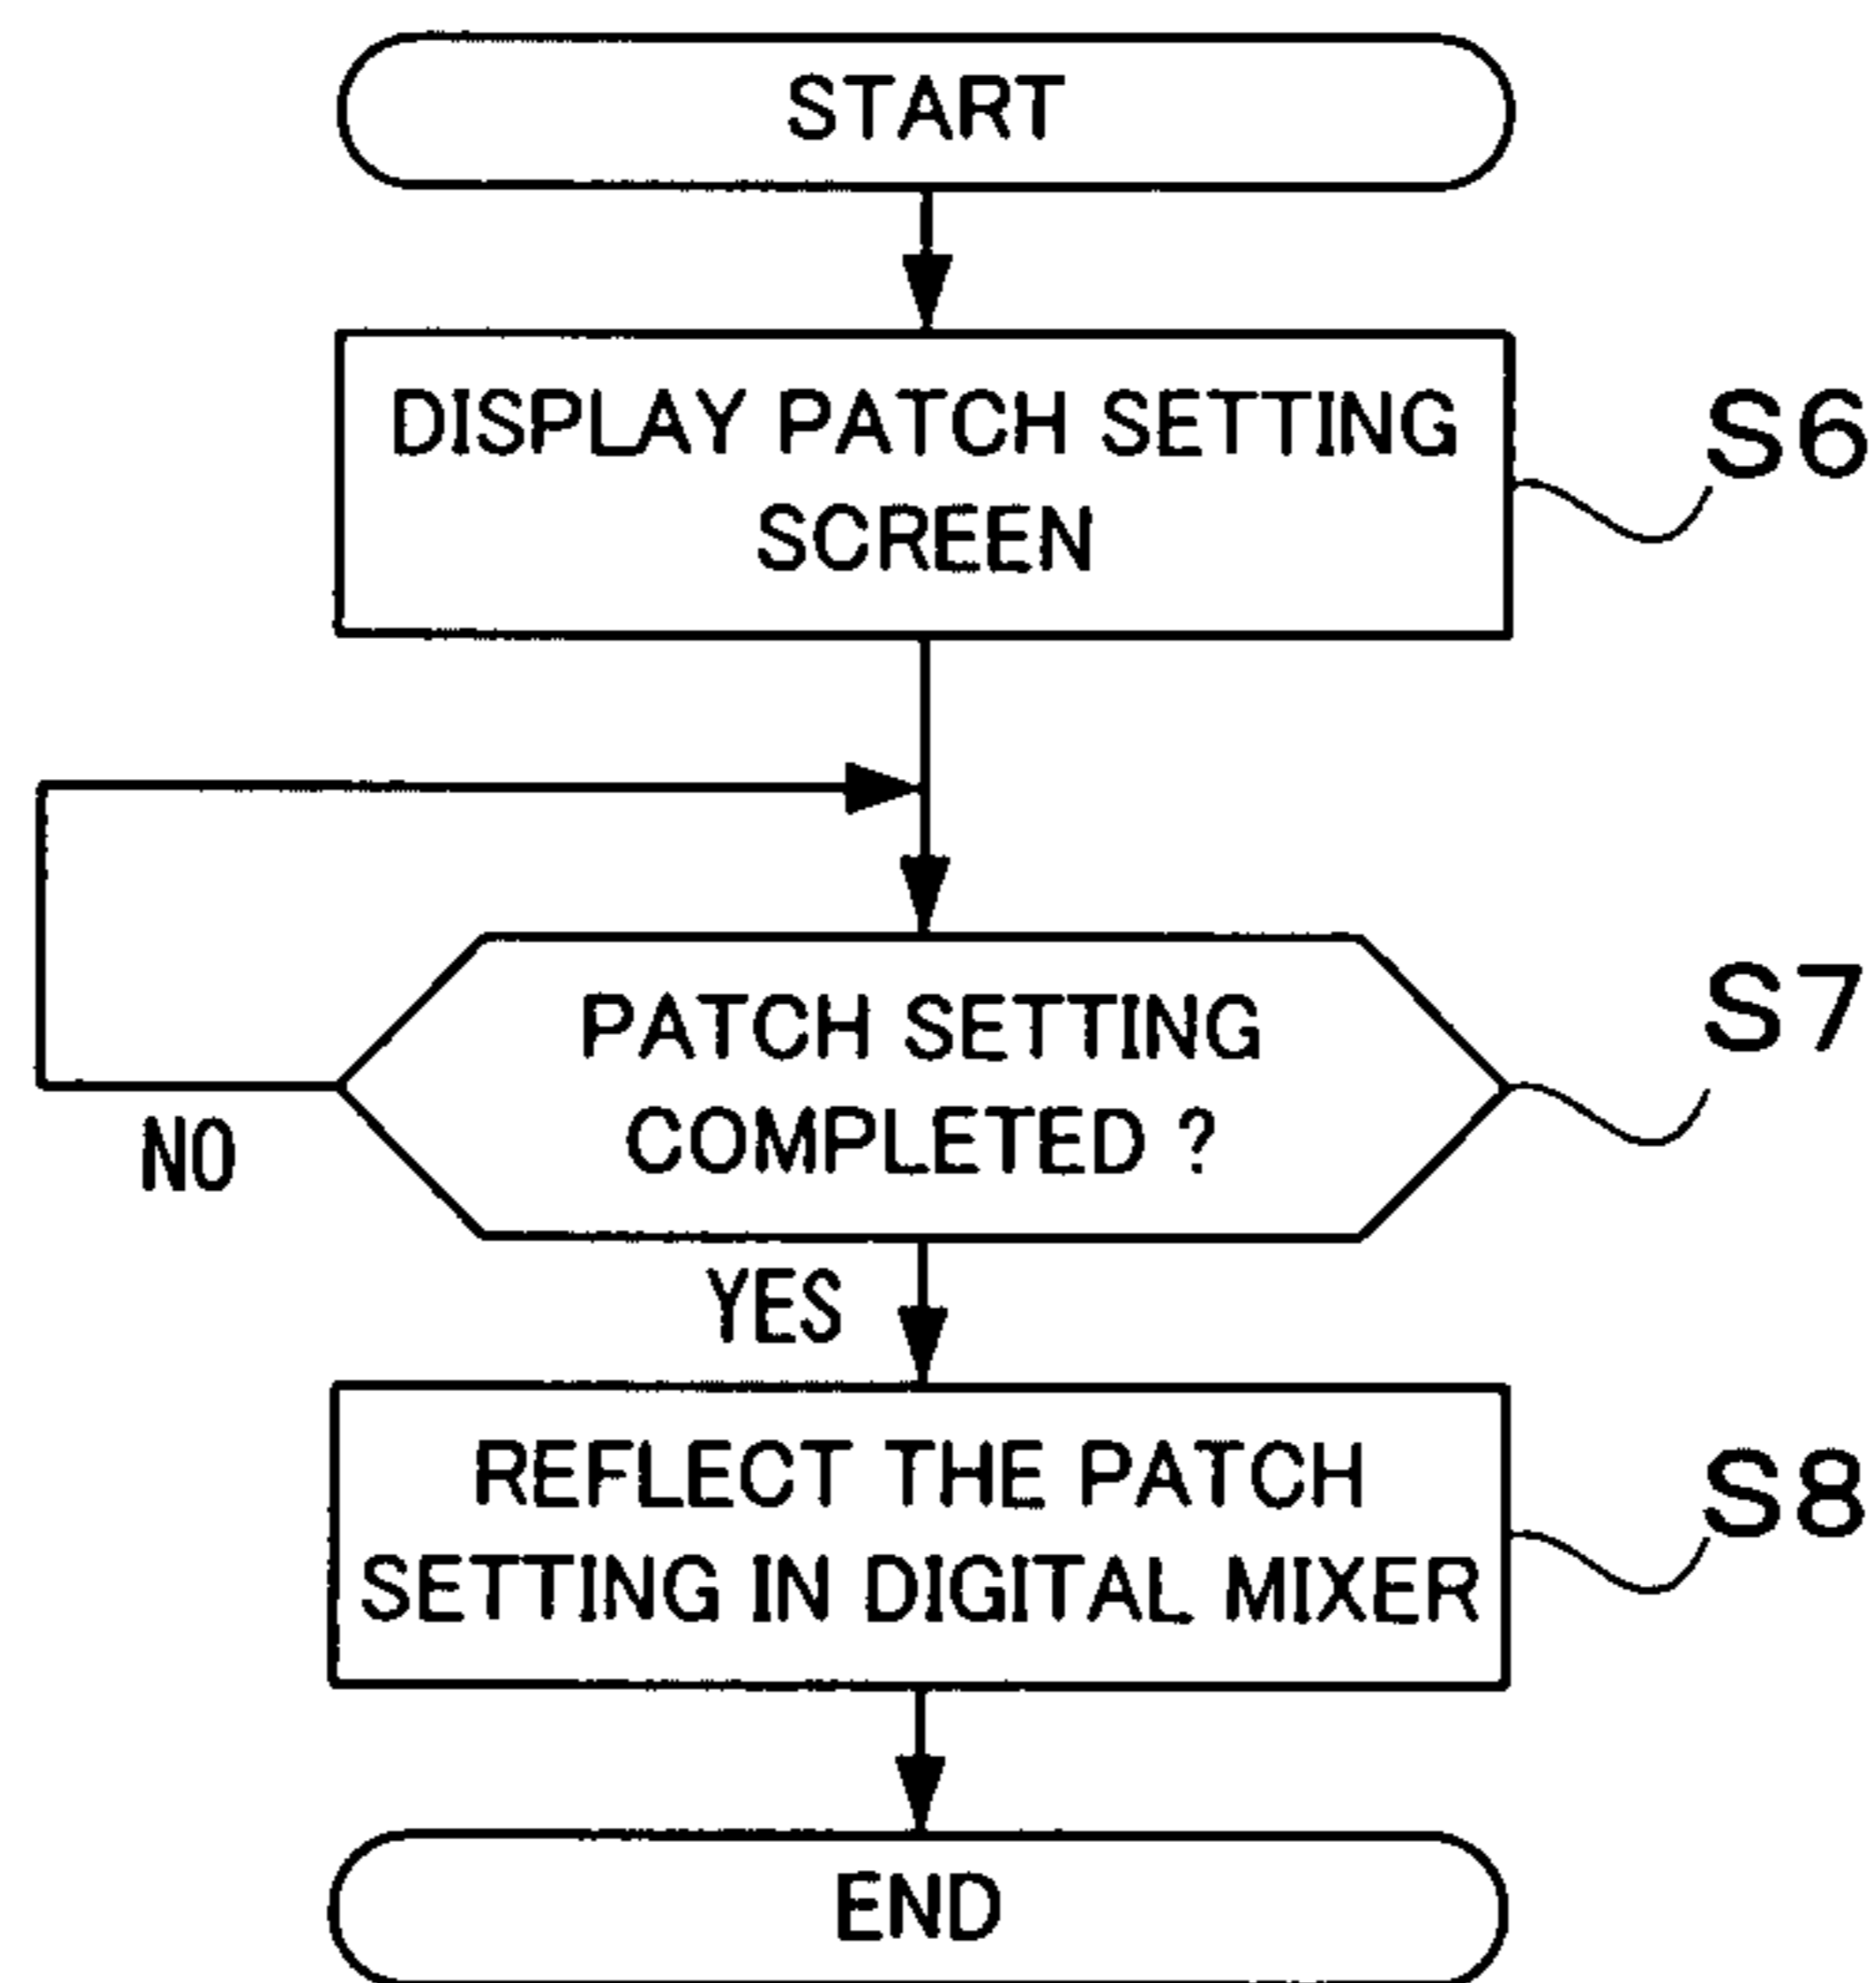 START
DISPLAY PATCH SETTING
SCREEN
S6
PATCH SETTING
COMPLETED ?
S7
NO
YES
REFLECT THE PATCH
SETTING IN DIGITAL MIXER
S8
END